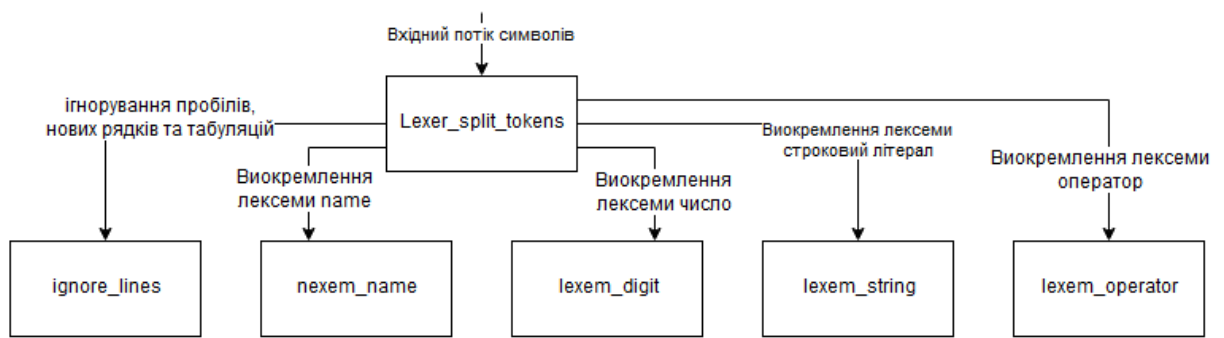 Вхідний потік символів
Lexer_split_tokens
ігнорування пробілів,
нових рядків та табуляцій
Виокремлення
лексеми name
Виокремлення
лексеми число
Виокремлення лексеми
строковий літерал
Виокремлення лексеми
оператор
ignore_lines
nexem_name
lexem_digit
lexem_string
lexem_operator